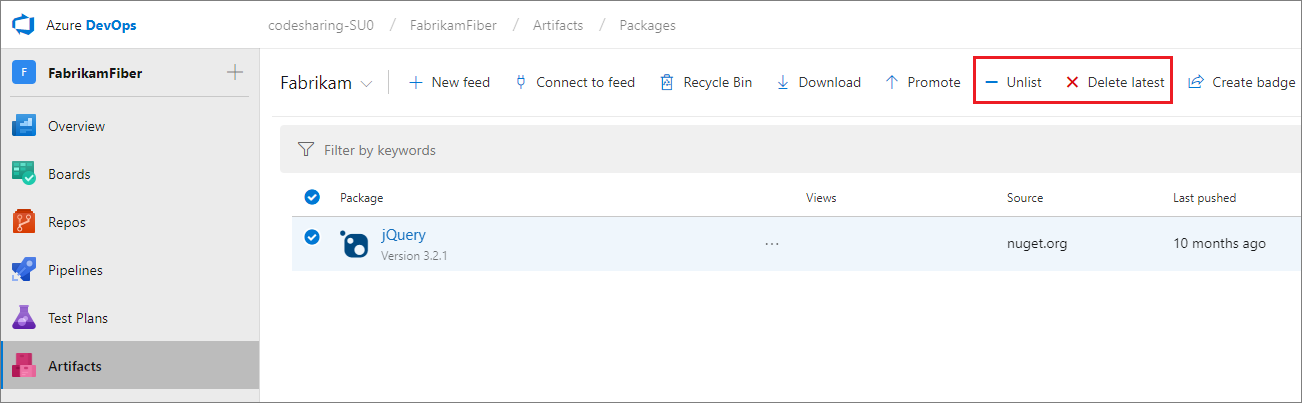 Azure DevOps
codesharing-SU0 / FabrikamFiber / Artifacts / Packages
F FabrikamFiber
Overview
Boards
Repos
Pipelines
Test Plans
Artifacts
Fabrikam New feed Connect to feed Recycle Bin Download Promote Unlist Delete latest Create badge
Filter by keywords
Package Views Source Last pushed
jQuery ... nuget.org 10 months ago
Version 3.2.1